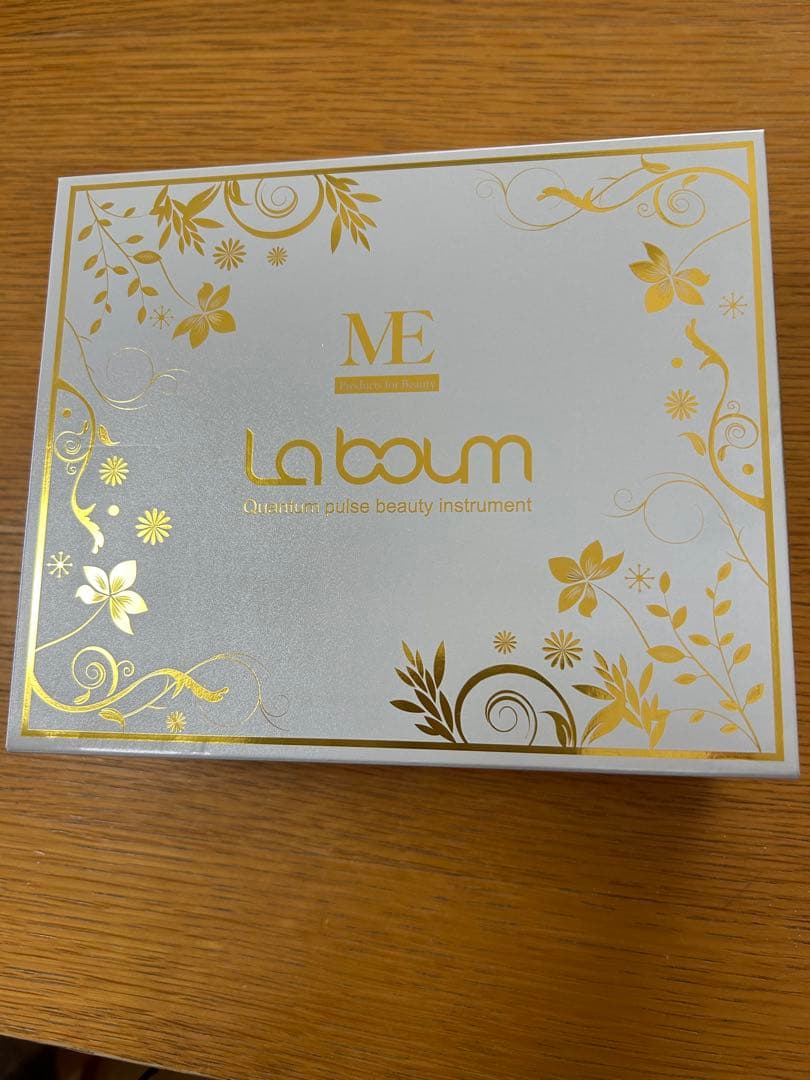 ME
Products for Beauty
La boum
Quantum pulse beauty instrument